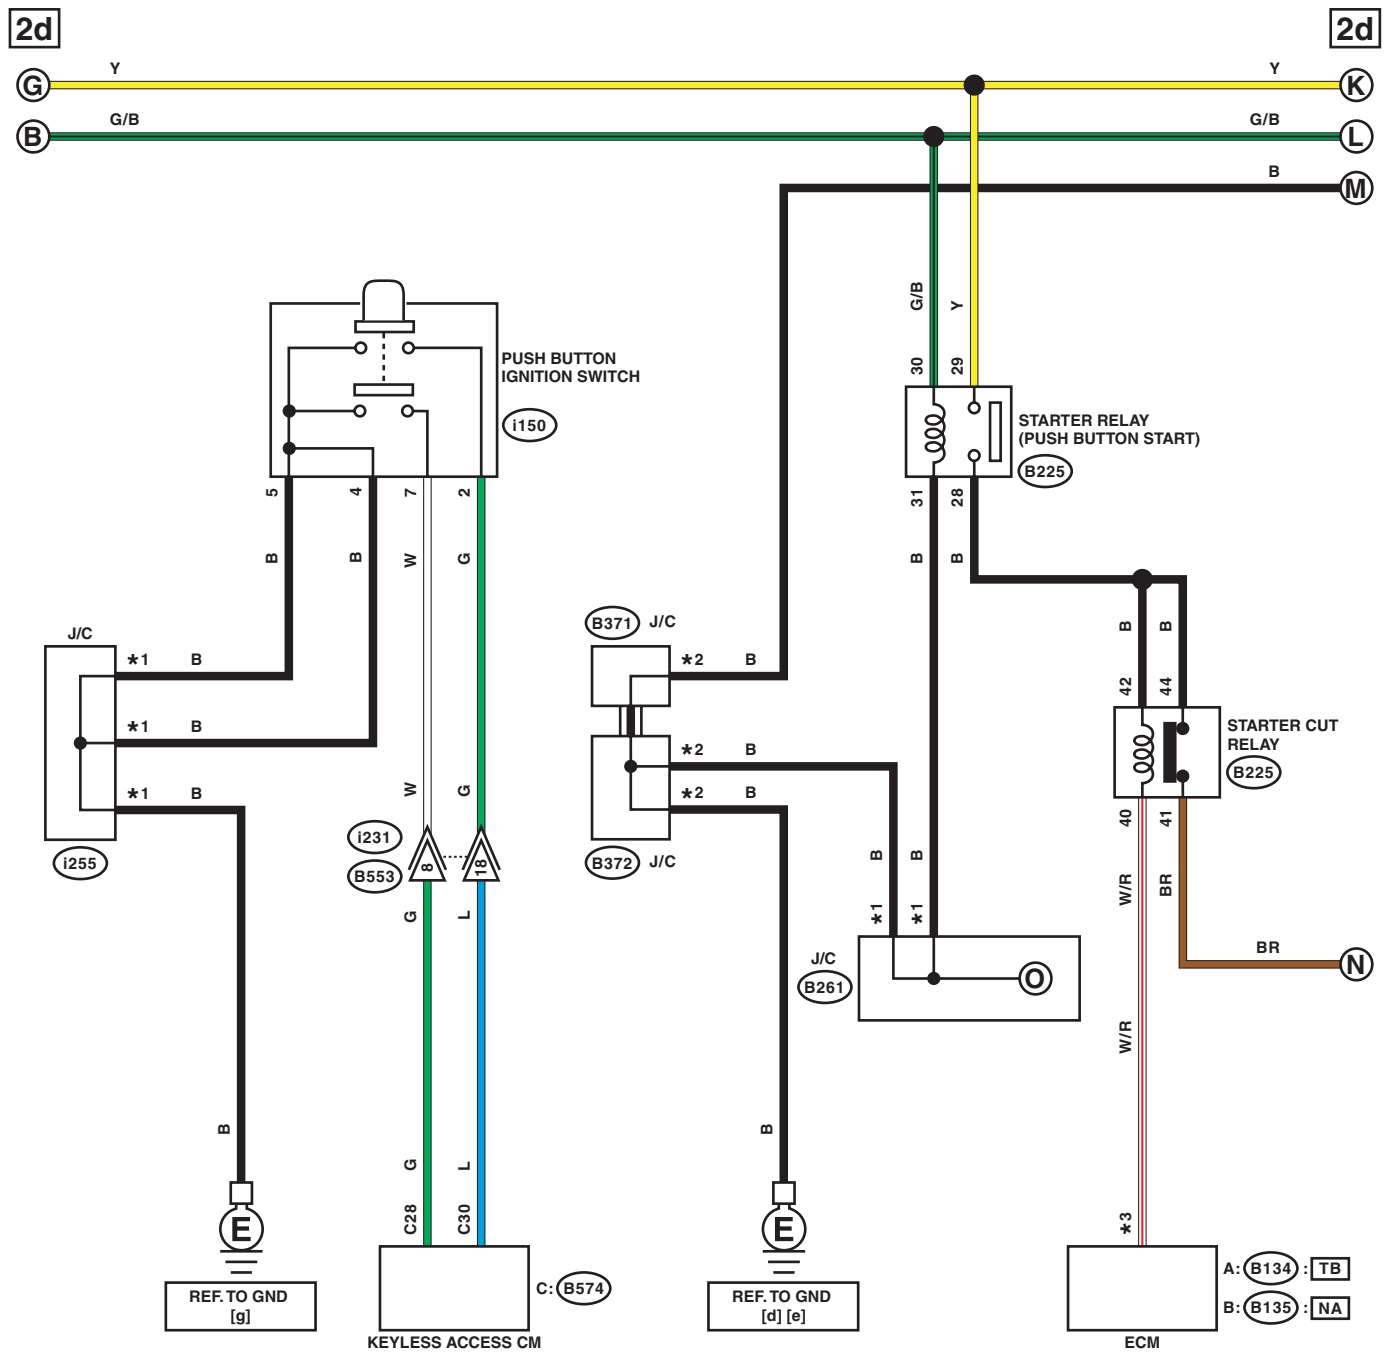 2d
2d
G
Y
Y
K
B
G/B
G/B
L
B
M
G/B
Y
30
29
PUSH BUTTON
IGNITION SWITCH
i150
STARTER RELAY
(PUSH BUTTON START)
B225
5
4
7
2
31
28
B
B
W
G
B
B
B371
J/C
B
B
J/C
*1
B
*2
B
42
44
*1
B
STARTER CUT
RELAY
B225
*2
B
*1
B
W
G
*2
B
40
41
i231
8
18
B553
i255
B372
J/C
B
B
W/R
BR
G
L
*1
*1
J/C
B261
O
BR
N
W/R
B
G
L
B
C28
C30
*3
E
E
REF. TO GND
[g]
C:
B574
KEYLESS ACCESS CM
REF. TO GND
[d] [e]
A: B134 : TB
B: B135 : NA
ECM